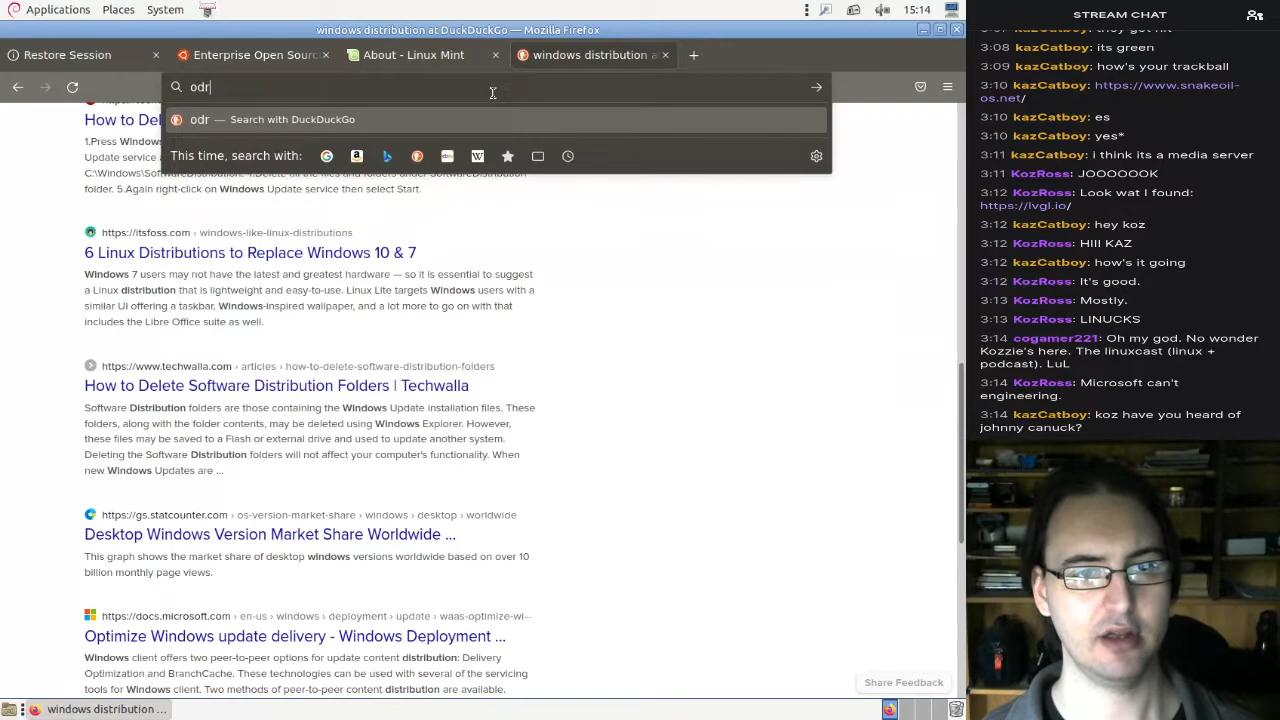 Applications Places System 15:14
windows distribution at DuckDuckGo — Mozilla Firefox
Restore Session
Enterprise Open Sourc
About - Linux Mint
windows distribution a
odr
odr — Search with DuckDuckGo
This time, search with:
How to Del
1.Press Window
Update service a
C:\Windows\SoftwareDistribution.
folder. 5.Again right-click on Windows Update service then select Start.
https://itsfoss.com › windows-like-linux-distributions
6 Linux Distributions to Replace Windows 10 & 7
Windows 7 users may not have the latest and greatest hardware — so it is essential to suggest
a Linux distribution that is lightweight and easy-to-use. Linux Lite targets Windows users with
a similar UI offering a taskbar, Windows-inspired wallpaper, and a lot more to go on with that
includes the Libre Office suite as well.
https://www.techwalla.com › articles › how-to-delete-software-distribution-folders
How to Delete Software Distribution Folders | Techwalla
Software Distribution folders are those containing the Windows Update installation files. These
folders, along with the folder contents, may be deleted using Windows Explorer. However,
these files may be saved to a Flash or external drive and used to update another system.
Deleting the Software Distribution folders will not affect your computer's functionality. When
new Windows Updates are ...
https://gs.statcounter.com › os-version-market-share › windows › desktop › worldwide
Desktop Windows Version Market Share Worldwide ...
This graph shows the market share of desktop windows versions worldwide based on over 10
billion monthly page views.
https://docs.microsoft.com › en-us › windows › deployment › update › waas-optimize-wi···
Optimize Windows update delivery - Windows Deployment ...
Windows client offers two peer-to-peer options for update content distribution: Delivery
Optimization and BranchCache. These technologies can be used with several of the servicing
tools for Windows client. Two methods of peer-to-peer content distribution are available.
Share Feedback
windows distribution ...
STREAM CHAT
3:08 kazCatboy: its green
3:09 kazCatboy: how's your trackball
3:10 kazCatboy: https://www.snakeoil-
os.net/
3:10 kazCatboy: es
3:10 kazCatboy: yes*
3:11 kazCatboy: i think its a media server
3:11 KozRoss: JOOOOOOK
3:12 KozRoss: Look wat I found:
https://lvgl.io/
3:12 kazCatboy: hey koz
3:12 KozRoss: HIII KAZ
3:12 kazCatboy: how's it going
3:12 KozRoss: It's good.
3:13 KozRoss: Mostly.
3:13 KozRoss: LINUCKS
3:14 cogamer221: Oh my god. No wonder
Kozzie's here. The linuxcast (linux +
podcast). LuL
3:14 KozRoss: Microsoft can't
engineering.
3:14 kazCatboy: koz have you heard of
johnny canuck?